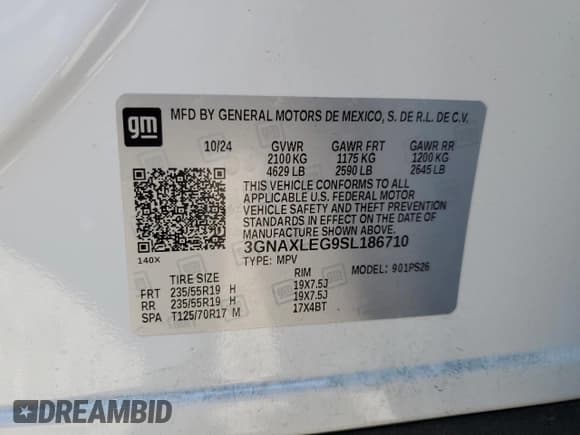 gm
MFD BY GENERAL MOTORS DE MEXICO, S. DE R.L. DE C.V.
10/24 GVWR GAWR FRT GAWR RR
2100 KG 1175 KG 1200 KG
4629 LB 2590 LB 2645 LB
THIS VEHICLE CONFORMS TO ALL
APPLICABLE U.S. FEDERAL MOTOR
VEHICLE SAFETY AND THEFT PREVENTION
STANDARDS IN EFFECT ON THE DATE OF
MANUFACTURE SHOWN ABOVE.
3GNAXLEG9SL186710
140X TYPE: MPV MODEL: 901PS26
TIRE SIZE RIM
FRT 235/55R19 H 19X7.5J
RR 235/55R19 H 19X7.5J
SPA T125/70R17 M 17X4BT
DREAMBID